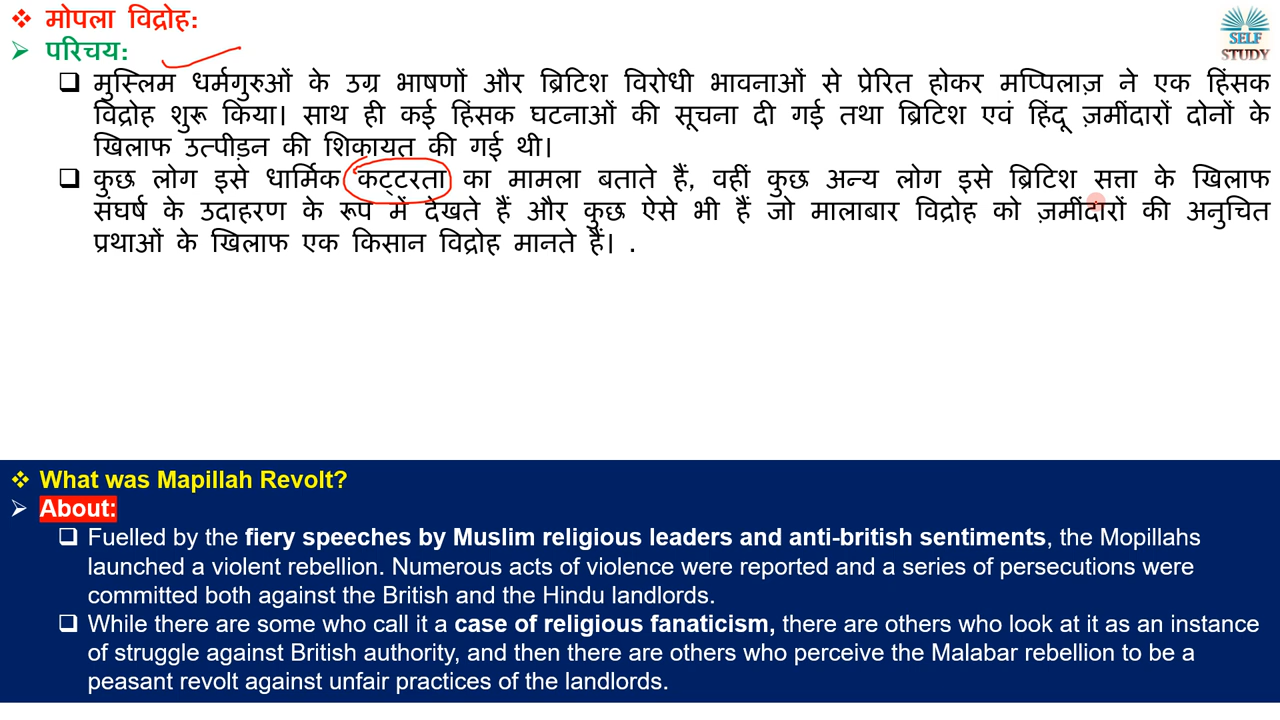 ❖ मोपला विद्रोह:
SELF
STUDY
➢ परिचय:
❑ मुस्लिम धर्मगुरुओं के उग्र भाषणों और ब्रिटिश विरोधी भावनाओं से प्रेरित होकर मप्पिलाज़ ने एक हिंसक
विद्रोह शुरू किया। साथ ही कई हिंसक घटनाओं की सूचना दी गई तथा ब्रिटिश एवं हिंदू ज़मींदारों दोनों के
खिलाफ उत्पीड़न की शिकायत की गई थी।
❑ कुछ लोग इसे धार्मिक कट्टरता का मामला बताते हैं, वहीं कुछ अन्य लोग इसे ब्रिटिश सत्ता के खिलाफ
संघर्ष के उदाहरण के रूप में देखते हैं और कुछ ऐसे भी हैं जो मालाबार विद्रोह को ज़मींदारों की अनुचित
प्रथाओं के खिलाफ एक किसान विद्रोह मानते हैं। .
❖ What was Mapillah Revolt?
➢ About:
❑ Fuelled by the fiery speeches by Muslim religious leaders and anti-british sentiments, the Mopillahs
launched a violent rebellion. Numerous acts of violence were reported and a series of persecutions were
committed both against the British and the Hindu landlords.
❑ While there are some who call it a case of religious fanaticism, there are others who look at it as an instance
of struggle against British authority, and then there are others who perceive the Malabar rebellion to be a
peasant revolt against unfair practices of the landlords.